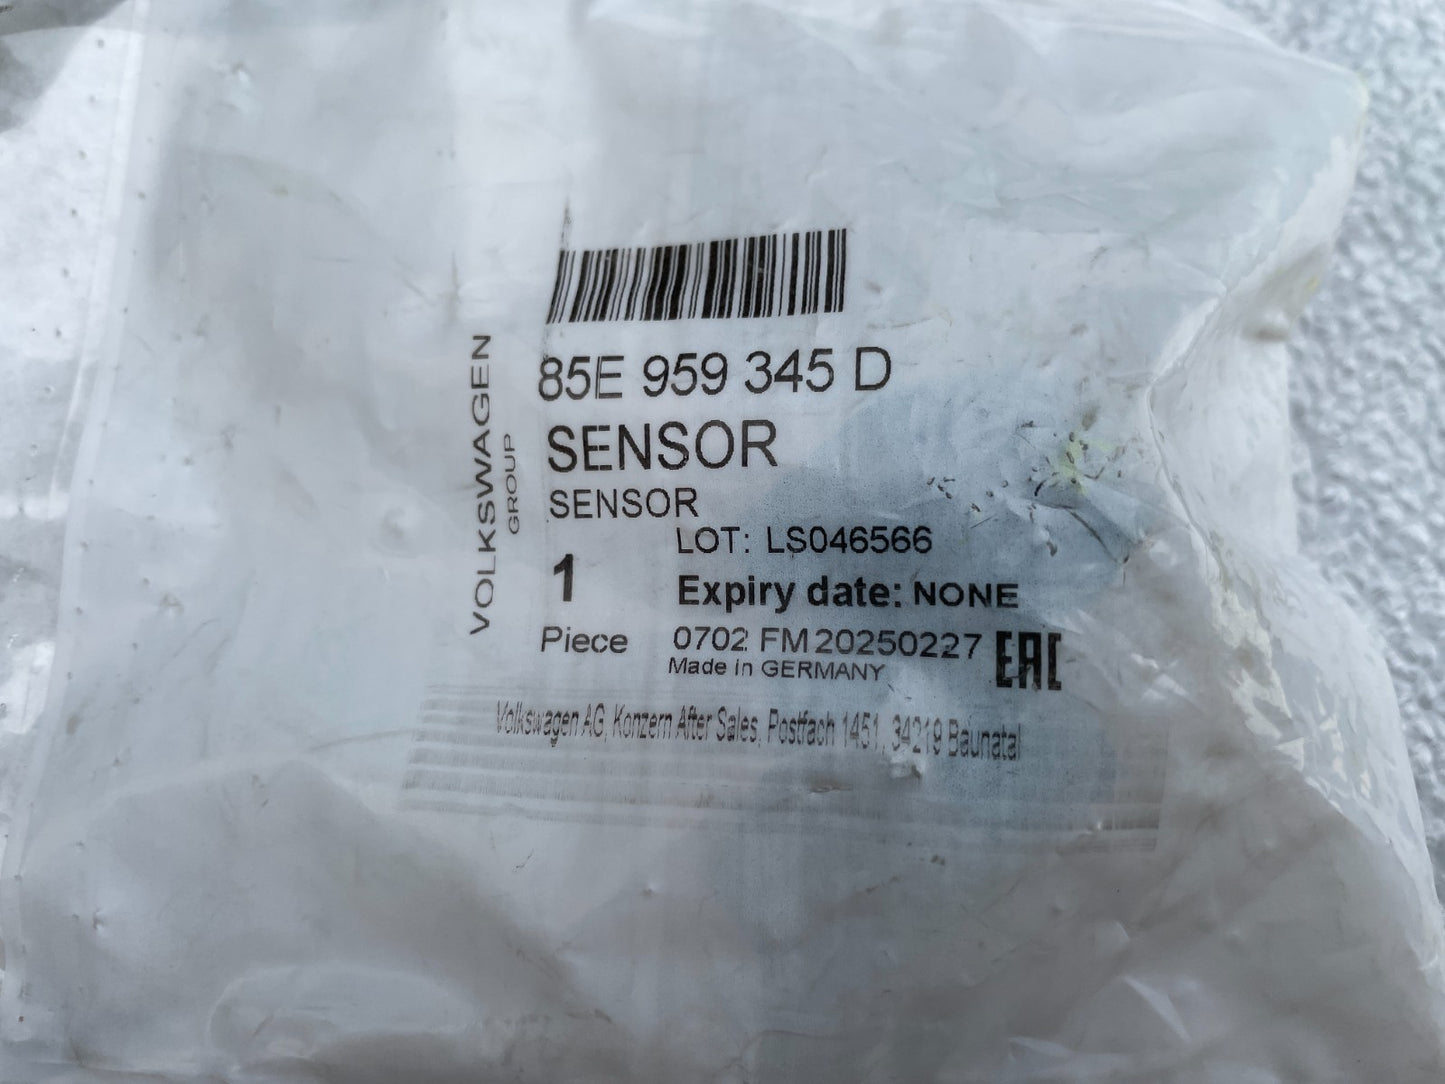 VOLKSWAGEN
GROUP
85E 959 345 D
SENSOR
SENSOR
LOT: LS046566
1
Expiry date: NONE
Piece
0702 FM 20250227
EAC
Made in GERMANY
Volkswagen AG, Konzern After Sales, Postfach 1451, 34219 Baunatal